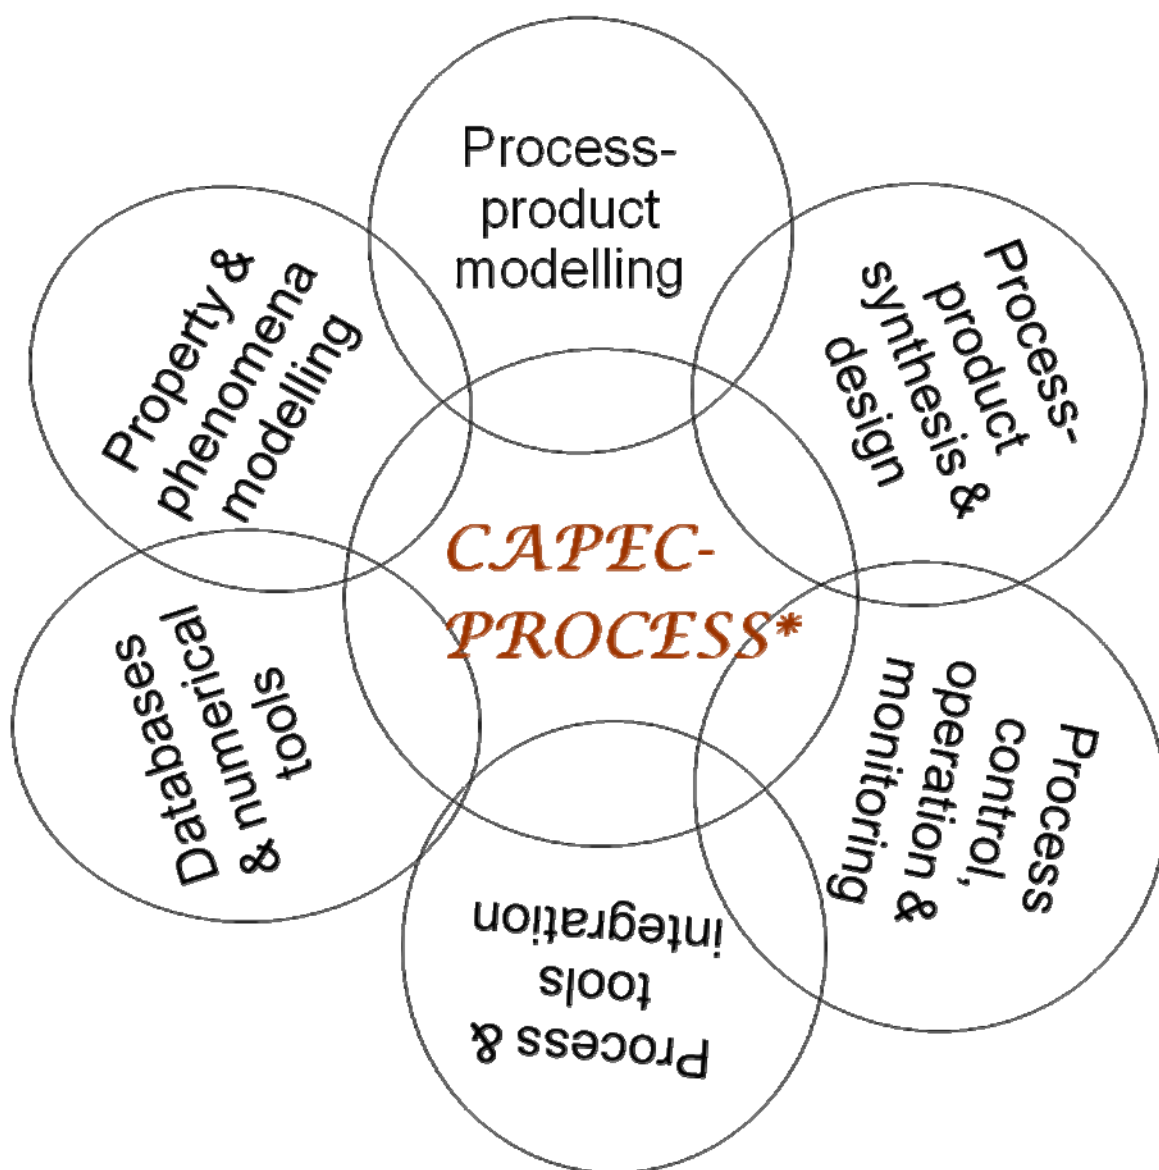 Process-
product
modelling
Process-
product
synthesis &
design
Process
control,
operation &
monitoring
Process &
tools
integration
Databases
& nummerical
tools
Property &
phenomena
modelling
CAPEC-
PROCESS*